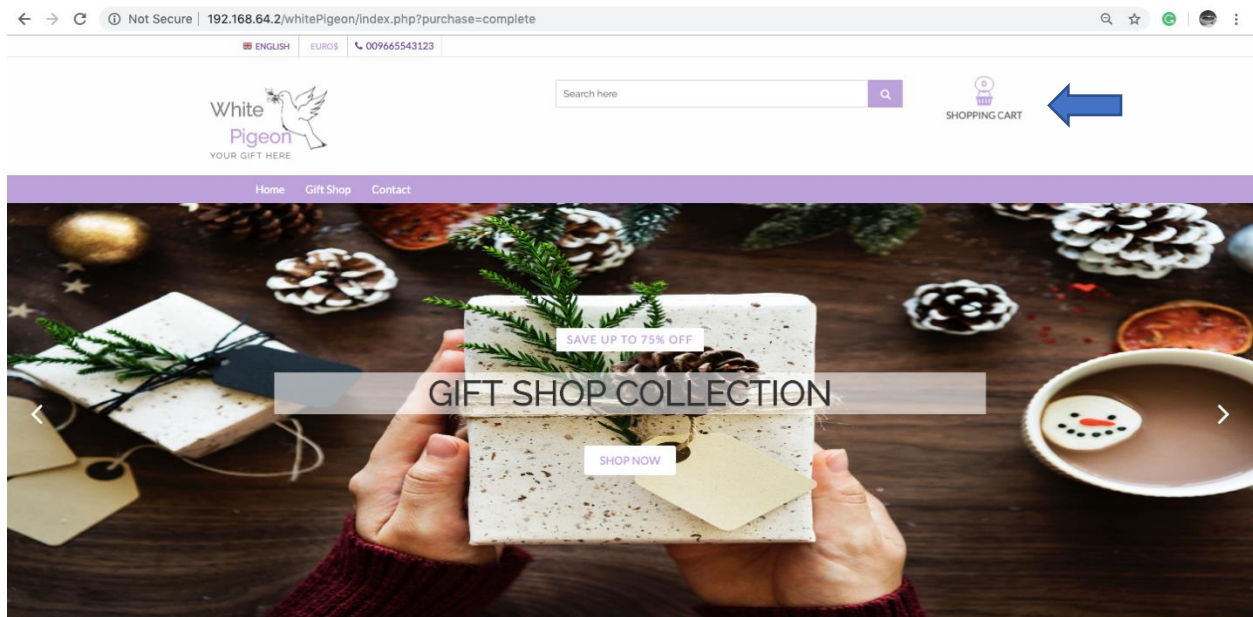 Not Secure | 192.168.64.2/whitePigeon/index.php?purchase=complete
ENGLISH EURO$ 009665543123
White
Pigeon
YOUR GIFT HERE
Search here
0
SHOPPING CART
Home Gift Shop Contact
SAVE UP TO 75% OFF
GIFT SHOP COLLECTION
SHOP NOW